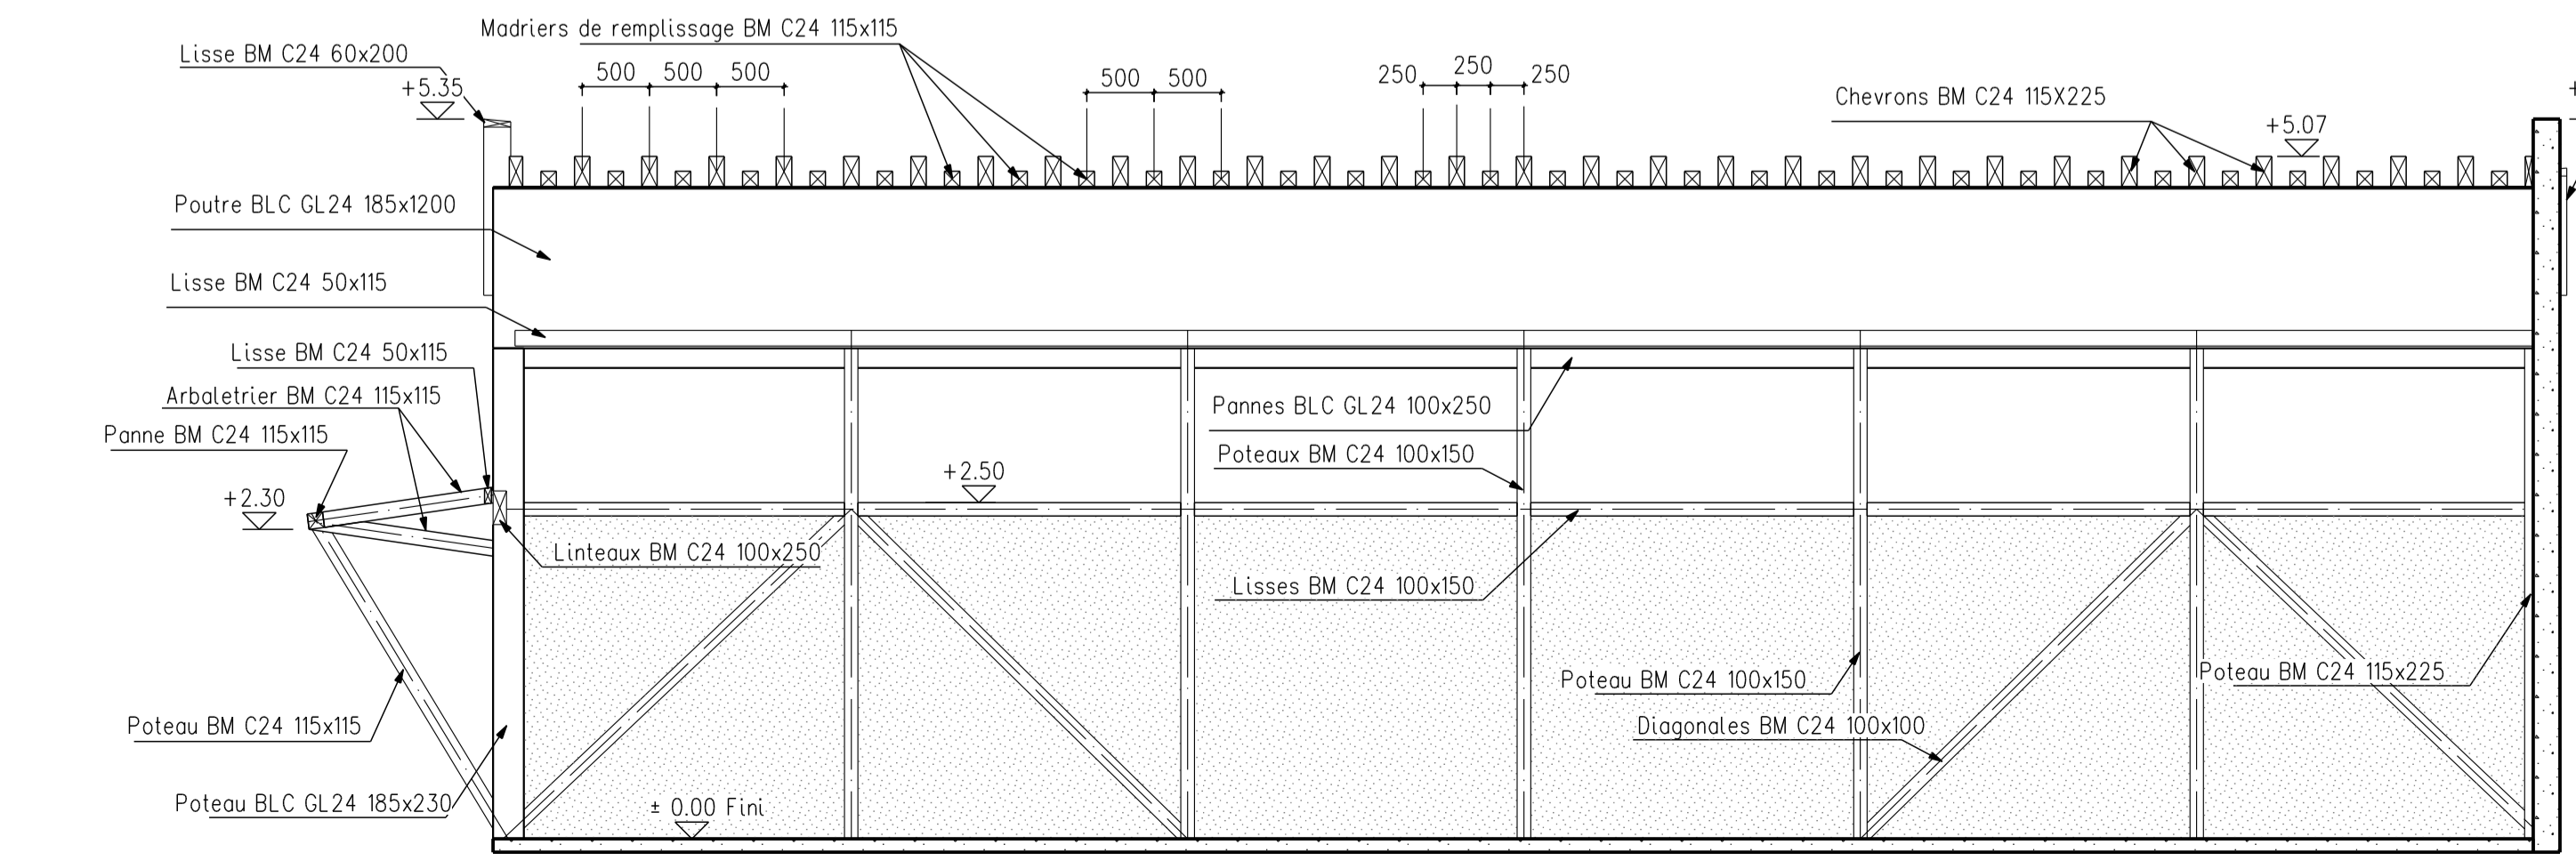 Madriers de remplissage BM C24 115x115
Lisse BM C24 60x200
+5.35
500 500 500
500 500
250 250 250
Chevrons BM C24 115X225
+5.07
Poutre BLC GL24 185x1200
Lisse BM C24 50x115
Lisse BM C24 50x115
Arbaletrier BM C24 115x115
Panne BM C24 115x115
Pannes BLC GL24 100x250
Poteaux BM C24 100x150
+2.50
+2.30
Linteaux BM C24 100x250
Lisses BM C24 100x150
Poteau BM C24 115x225
Poteau BM C24 100x150
Diagonales BM C24 100x100
Poteau BM C24 115x115
Poteau BLC GL24 185x230
± 0.00 Fini